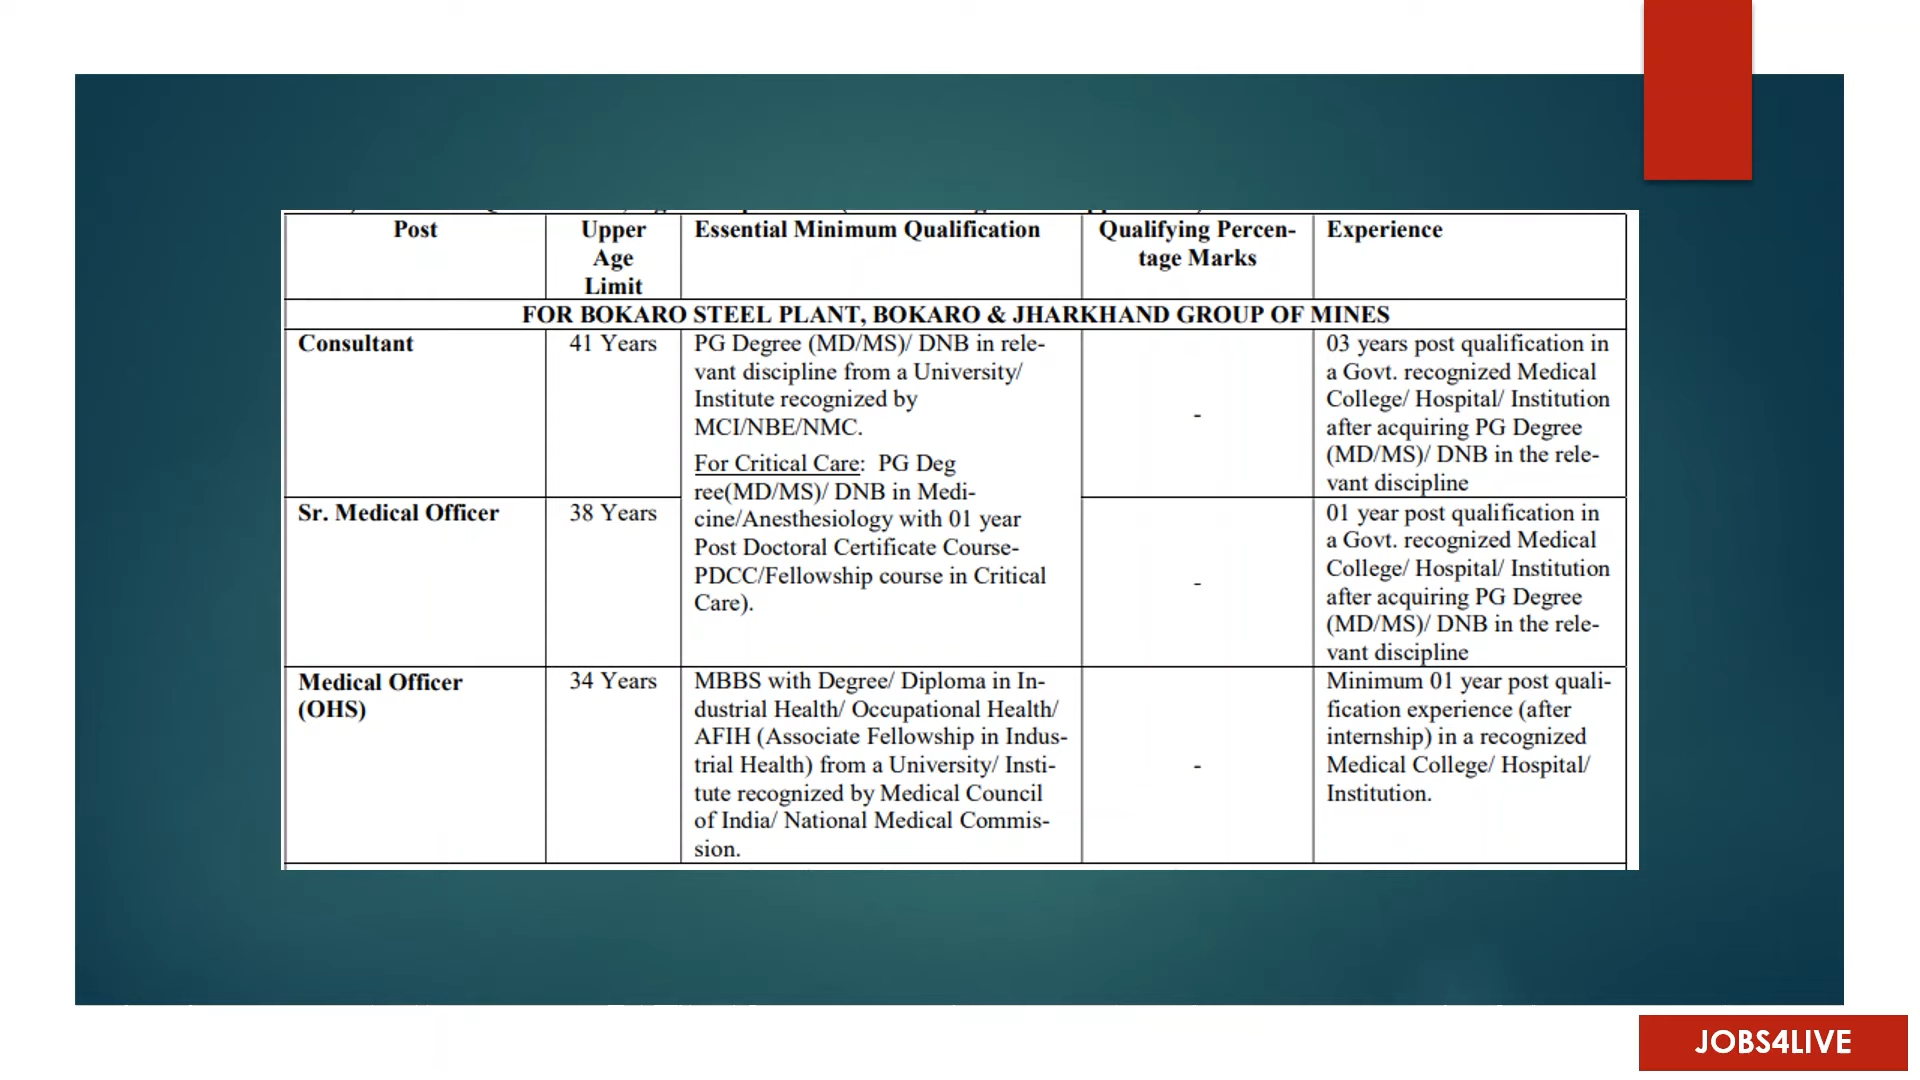 Post
Upper
Age
Limit
Essential Minimum Qualification
Qualifying Percen-
tage Marks
Experience
FOR BOKARO STEEL PLANT, BOKARO & JHARKHAND GROUP OF MINES
Consultant
41 Years
PG Degree (MD/MS)/ DNB in rele-
vant discipline from a University/
Institute recognized by
MCI/NBE/NMC.
For Critical Care:  PG Deg
ree(MD/MS)/ DNB in Medi-
cine/Anesthesiology with 01 year
Post Doctoral Certificate Course-
PDCC/Fellowship course in Critical
Care).
-
03 years post qualification in
a Govt. recognized Medical
College/ Hospital/ Institution
after acquiring PG Degree
(MD/MS)/ DNB in the rele-
vant discipline
Sr. Medical Officer
38 Years
-
01 year post qualification in
a Govt. recognized Medical
College/ Hospital/ Institution
after acquiring PG Degree
(MD/MS)/ DNB in the rele-
vant discipline
Medical Officer
(OHS)
34 Years
MBBS with Degree/ Diploma in In-
dustrial Health/ Occupational Health/
AFIH (Associate Fellowship in Indus-
trial Health) from a University/ Insti-
tute recognized by Medical Council
of India/ National Medical Commis-
sion.
-
Minimum 01 year post quali-
fication experience (after
internship) in a recognized
Medical College/ Hospital/
Institution.
JOBS4LIVE